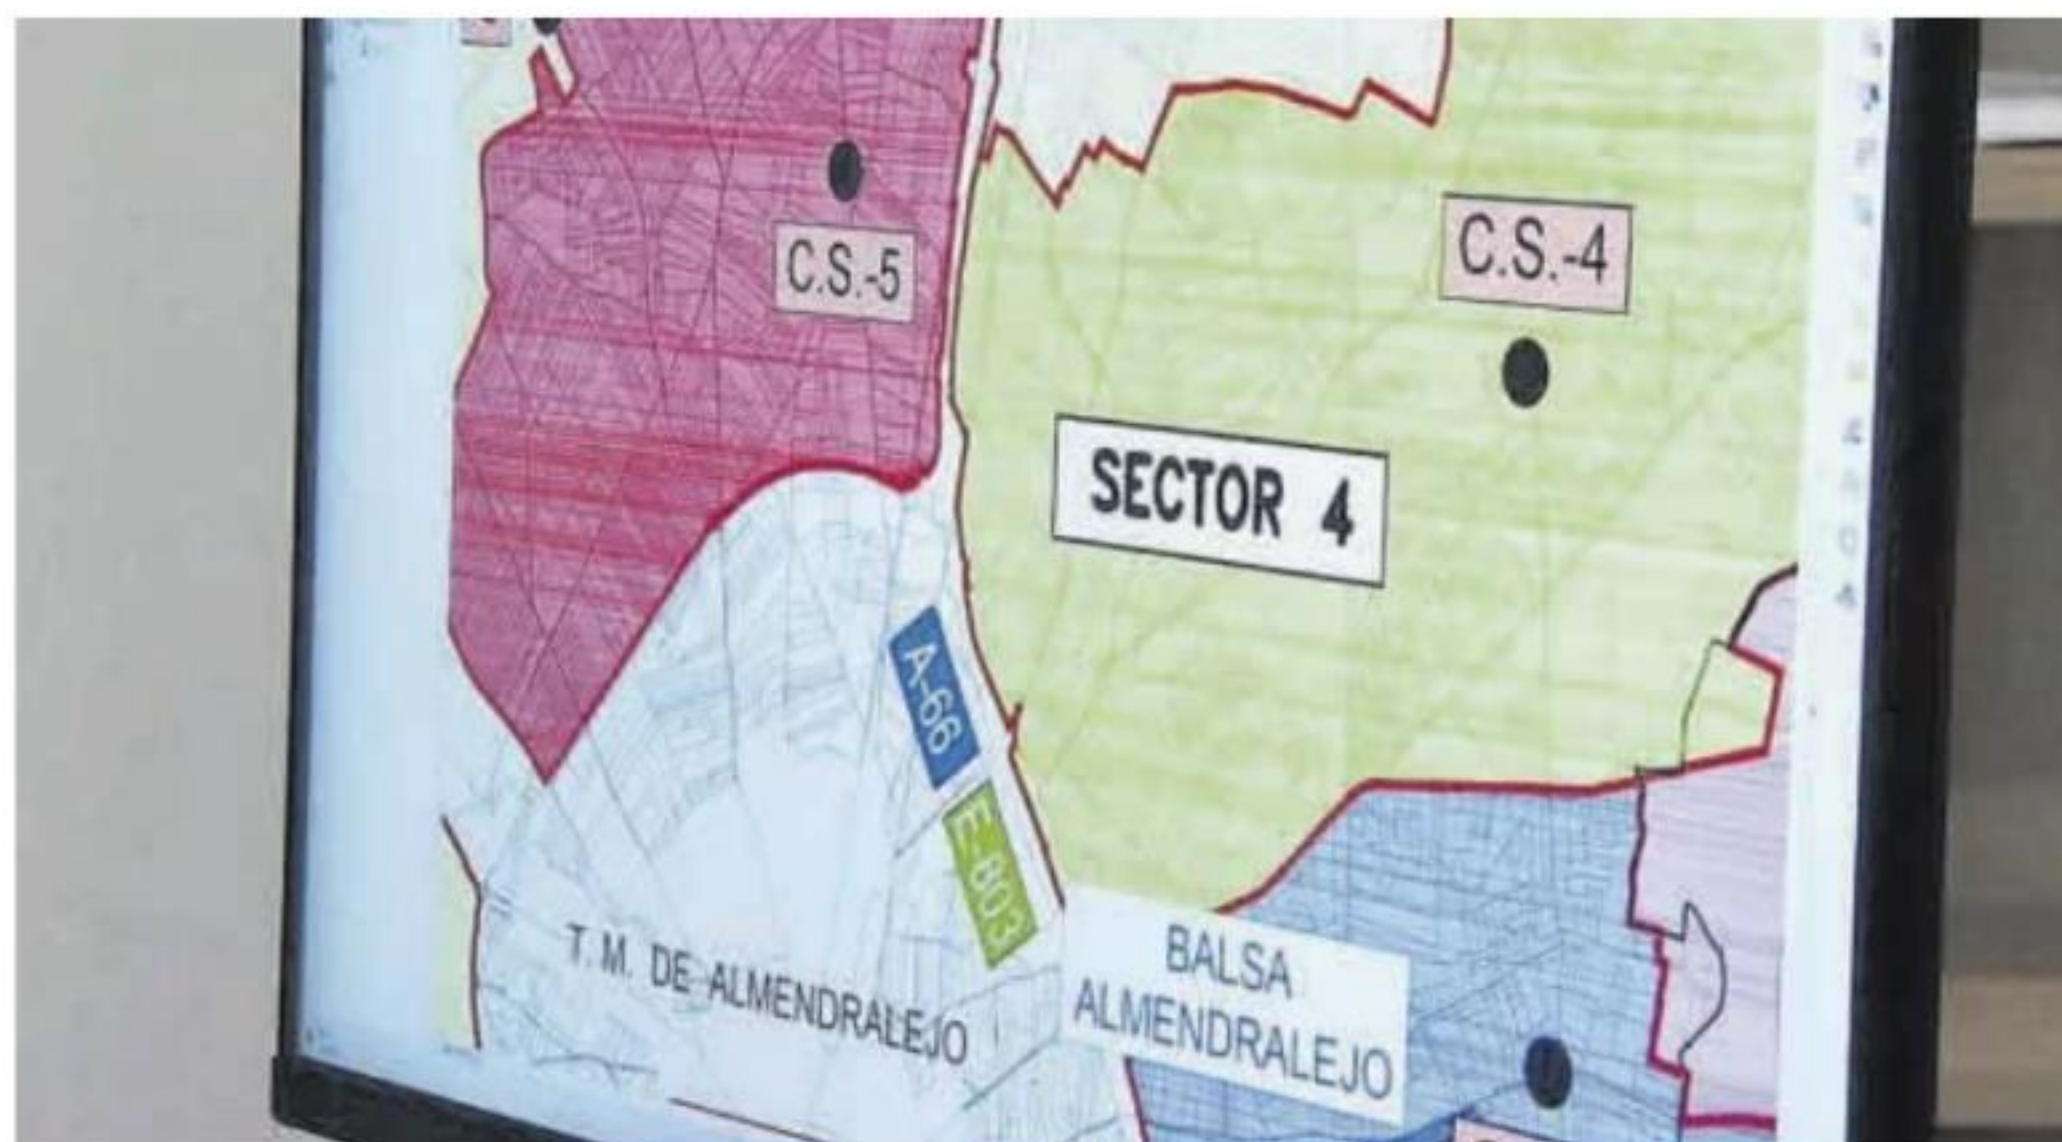 C.S.-5
C.S.-4
SECTOR 4
A-66
E-803
T. M. DE ALMENDRALEJO
BALSA
ALMENDRALEJO